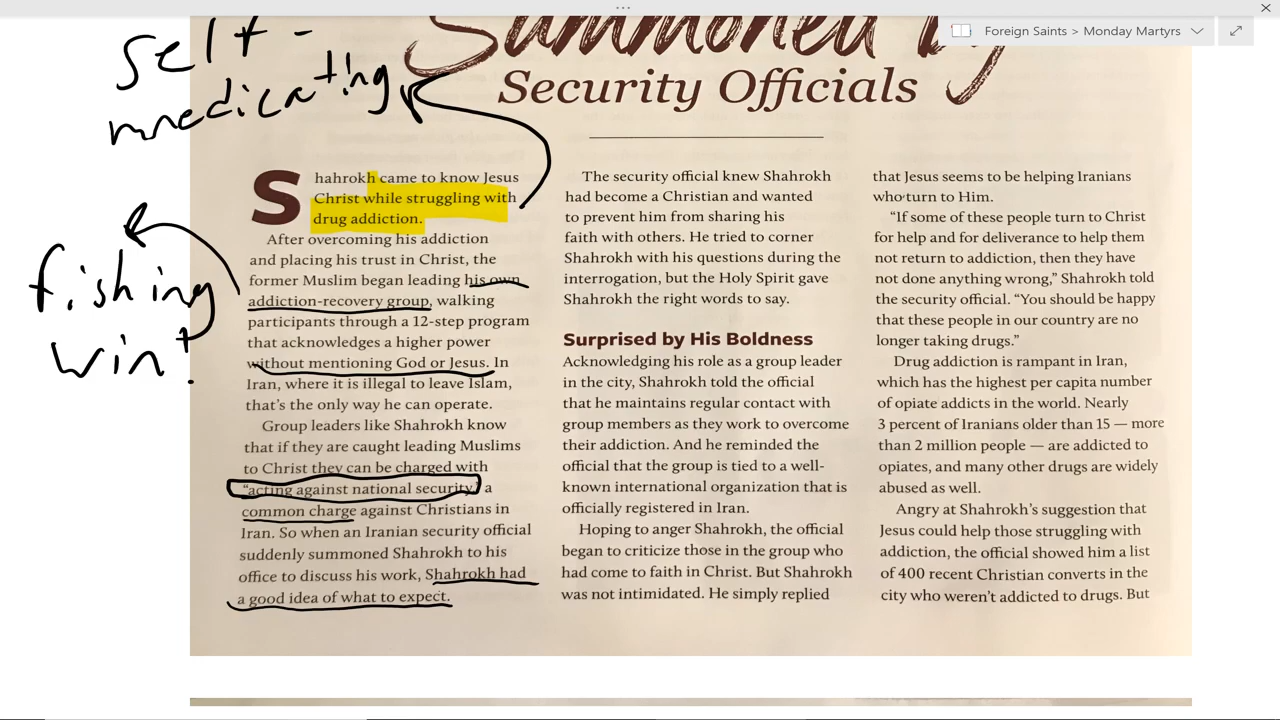 Foreign Saints > Monday Martyrs
self -
medicating
fishing
win!
Summoned by
Security Officials
Shahrokh came to know Jesus
Christ while struggling with
drug addiction.
After overcoming his addiction
and placing his trust in Christ, the
former Muslim began leading his own
addiction-recovery group, walking
participants through a 12-step program
that acknowledges a higher power
without mentioning God or Jesus. In
Iran, where it is illegal to leave Islam,
that's the only way he can operate.
Group leaders like Shahrokh know
that if they are caught leading Muslims
to Christ they can be charged with
“acting against national security,” a
common charge against Christians in
Iran. So when an Iranian security official
suddenly summoned Shahrokh to his
office to discuss his work, Shahrokh had
a good idea of what to expect.
The security official knew Shahrokh
had become a Christian and wanted
to prevent him from sharing his
faith with others. He tried to corner
Shahrokh with his questions during the
interrogation, but the Holy Spirit gave
Shahrokh the right words to say.
Surprised by His Boldness
Acknowledging his role as a group leader
in the city, Shahrokh told the official
that he maintains regular contact with
group members as they work to overcome
their addiction. And he reminded the
official that the group is tied to a well-
known international organization that is
officially registered in Iran.
Hoping to anger Shahrokh, the official
began to criticize those in the group who
had come to faith in Christ. But Shahrokh
was not intimidated. He simply replied
that Jesus seems to be helping Iranians
who turn to Him.
“If some of these people turn to Christ
for help and for deliverance to help them
not return to addiction, then they have
not done anything wrong,” Shahrokh told
the security official. “You should be happy
that these people in our country are no
longer taking drugs.”
Drug addiction is rampant in Iran,
which has the highest per capita number
of opiate addicts in the world. Nearly
3 percent of Iranians older than 15 — more
than 2 million people — are addicted to
opiates, and many other drugs are widely
abused as well.
Angry at Shahrokh's suggestion that
Jesus could help those struggling with
addiction, the official showed him a list
of 400 recent Christian converts in the
city who weren't addicted to drugs. But